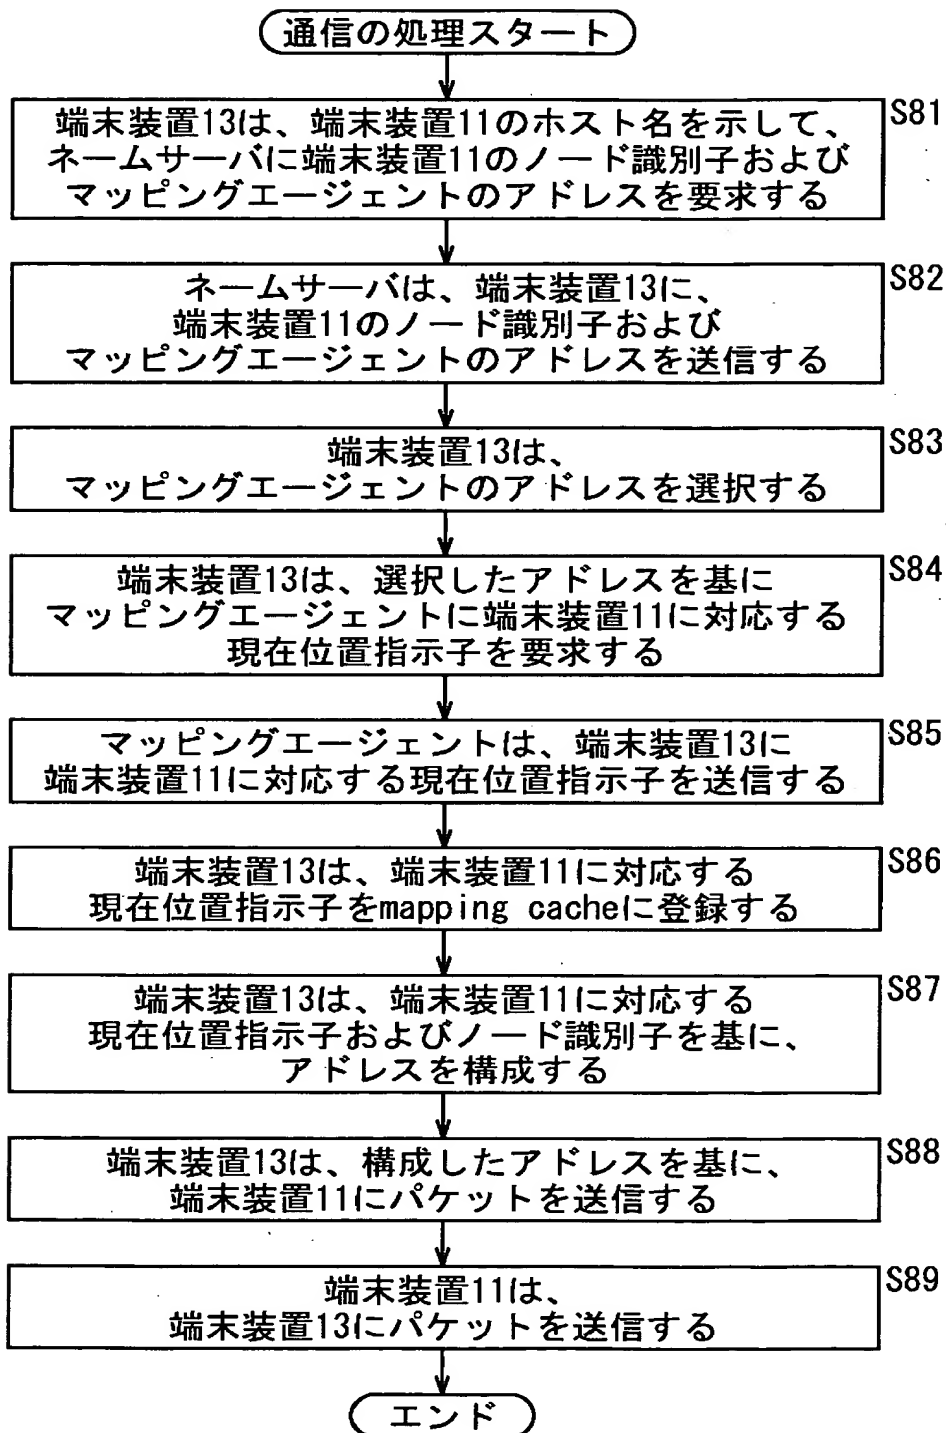 通信の処理スタート
S81
端末装置13は、端末装置11のホスト名を示して、
ネームサーバに端末装置11のノード識別子および
マッピングエージェントのアドレスを要求する
S82
ネームサーバは、端末装置13に、
端末装置11のノード識別子および
マッピングエージェントのアドレスを送信する
S83
端末装置13は、
マッピングエージェントのアドレスを選択する
S84
端末装置13は、選択したアドレスを基に
マッピングエージェントに端末装置11に対応する
現在位置指示子を要求する
S85
マッピングエージェントは、端末装置13に
端末装置11に対応する現在位置指示子を送信する
S86
端末装置13は、端末装置11に対応する
現在位置指示子をmapping cacheに登録する
S87
端末装置13は、端末装置11に対応する
現在位置指示子およびノード識別子を基に、
アドレスを構成する
S88
端末装置13は、構成したアドレスを基に、
端末装置11にパケットを送信する
S89
端末装置11は、
端末装置13にパケットを送信する
エンド